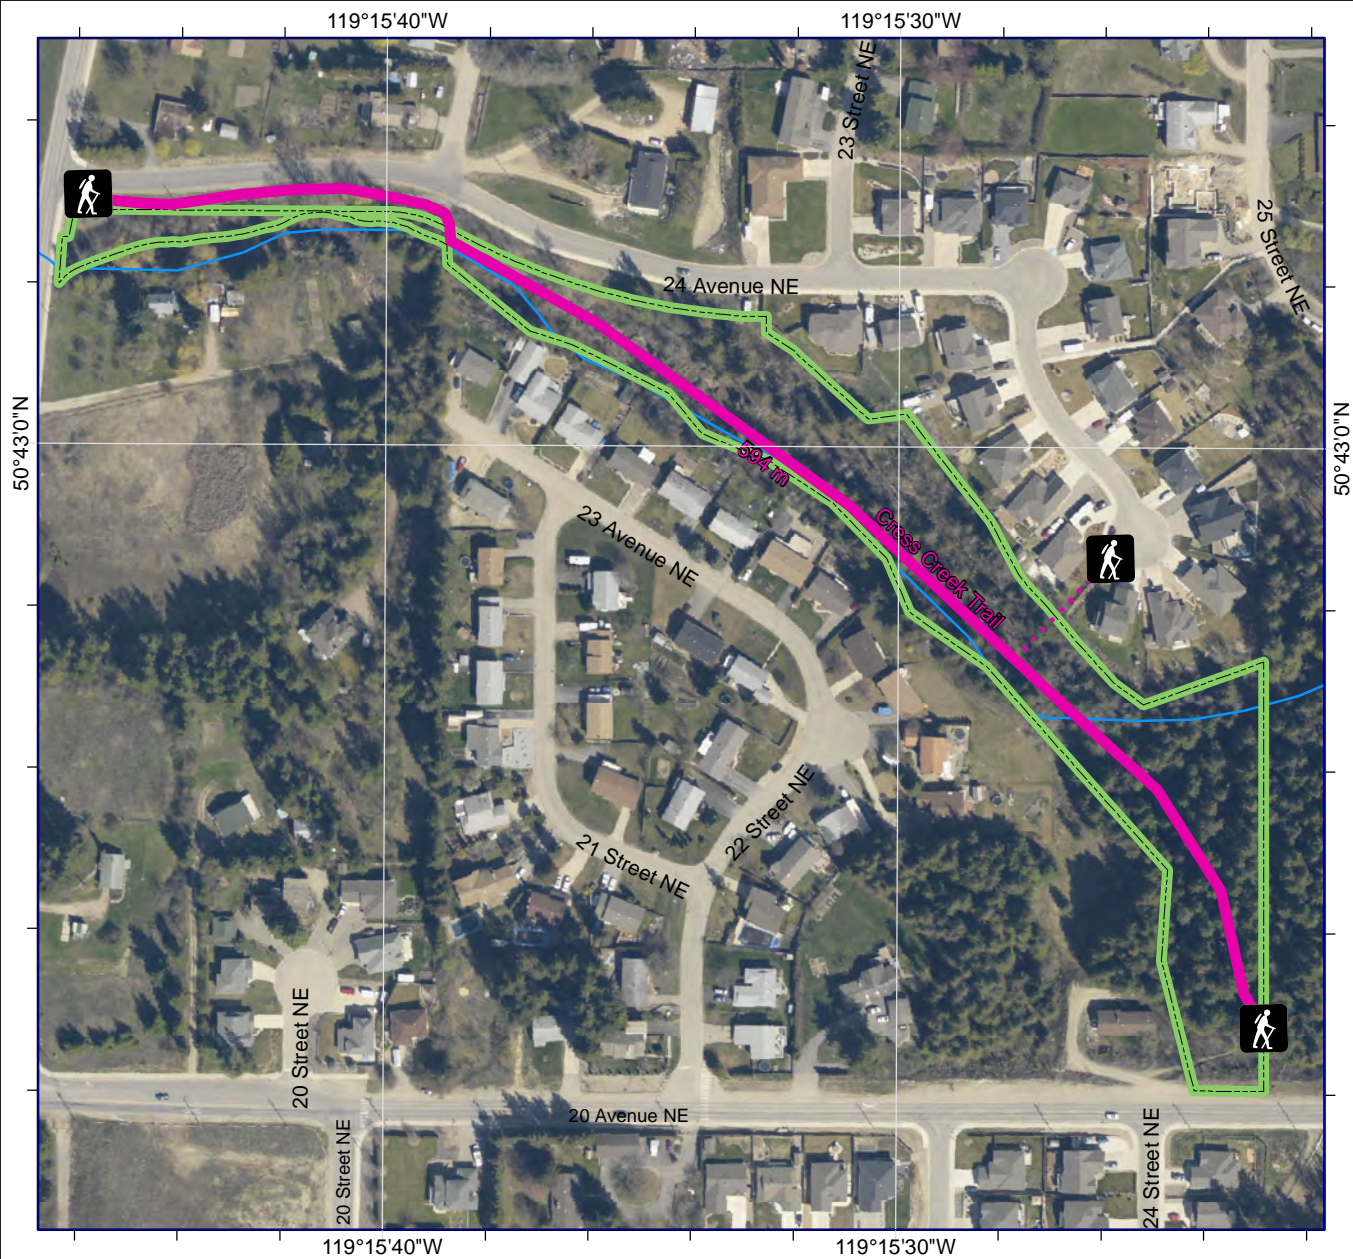 119°15'40"W
119°15'30"W
23 Street NE
25 Street NE
24 Avenue NE
50°43'0"N
50°43'0"N
594 m
Cress Creek Trail
23 Avenue NE
22 Street NE
21 Street NE
20 Street NE
20 Avenue NE
20 Street NE
24 Street NE
119°15'40"W
119°15'30"W